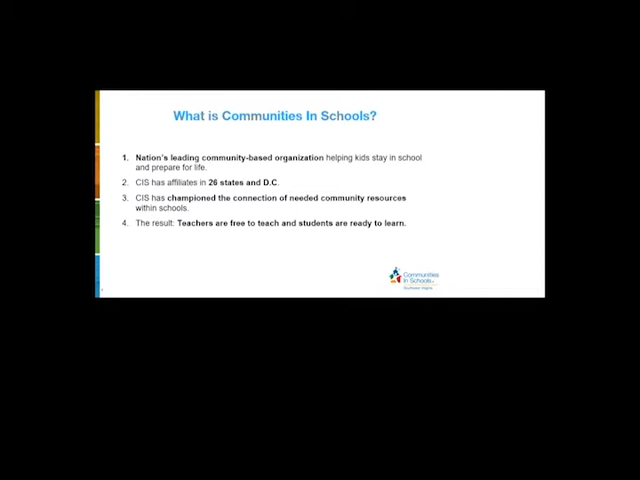 What is Communities In Schools?
1. Nation's leading community-based organization helping kids stay in school
and prepare for life.
2. CIS has affiliates in 26 states and D.C.
3. CIS has championed the connection of needed community resources
within schools.
4. The result: Teachers are free to teach and students are ready to learn.
Communities
In Schools